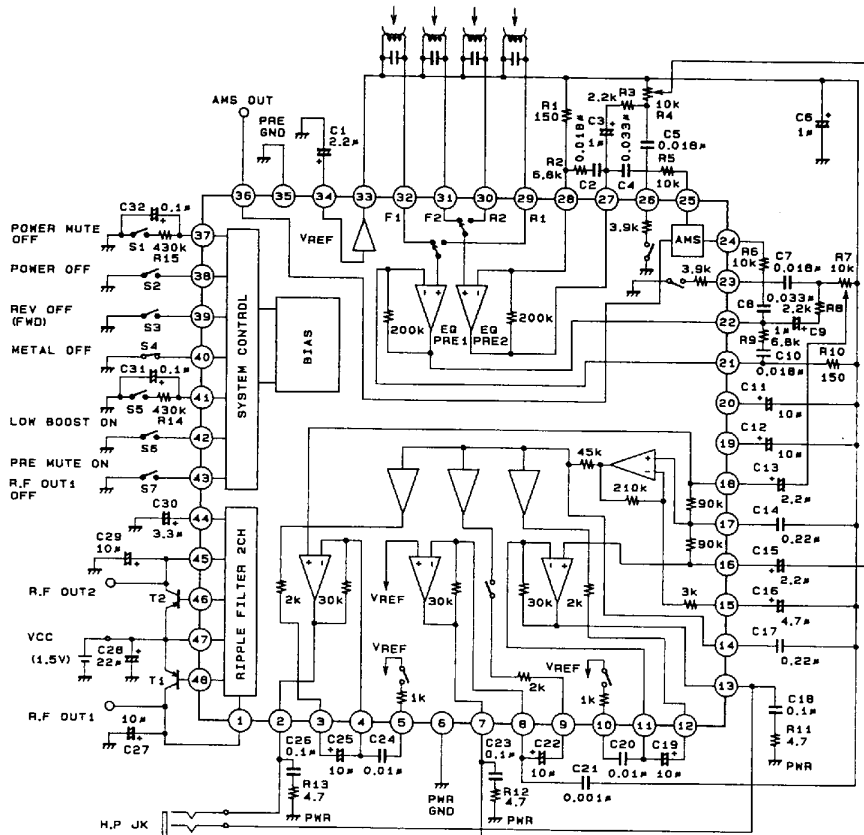 AMS OUT
PRE
GND
C1
2.2μ
R1
150
2.2k
R3
10k
R4
C3
1μ
0.018μ
0.033μ
C5
0.018μ
R5
10k
R2
6.8k
C2
C4
C6
1μ
36
35
34
33
32
31
30
29
28
27
26
25
VREF
F1
F2
R2
R1
3.9k
AMS
C32
0.1μ
POWER MUTE
OFF
S1
430k
R15
37
POWER OFF
S2
38
REV OFF
(FWD)
S3
39
METAL OFF
S4
40
C31
0.1μ
S5
430k
R14
41
LOW BOOST ON
S6
42
PRE MUTE ON
S7
43
R.F OUT1
OFF
SYSTEM CONTROL
BIAS
200k
EQ
PRE1
EQ
PRE2
200k
24
R6
10k
C7
0.018μ
R7
10k
3.9k
23
C8
0.033μ
2.2k
R8
22
1μ
C9
R9
6.8k
C10
0.018μ
R10
150
21
20
C11
10μ
19
C12
10μ
18
C13
2.2μ
17
C14
0.22μ
16
C15
2.2μ
15
C16
4.7μ
14
C17
0.22μ
13
45k
210k
90k
90k
3k
C30
3.3μ
44
C29
10μ
45
R.F OUT2
T2
46
VCC
(1.5V)
C28
22μ
47
T1
48
R.F OUT1
10μ
C27
RIPPLE FILTER 2CH
2k
30k
VREF
30k
30k
2k
VREF
1k
2k
VREF
1k
1
2
3
4
5
6
7
8
9
10
11
12
C26
0.1μ
C25
10μ
C24
0.01μ
R13
4.7
PWR
PWR
GND
C23
0.1μ
R12
4.7
PWR
C22
10μ
C21
0.001μ
C20
0.01μ
C19
10μ
C18
0.1μ
R11
4.7
PWR
H.P JK